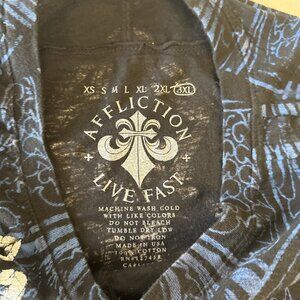 XS S M L XL 2XL 3XL
AFFLICTION
LIVE FAST
MACHINE WASH COLD
WITH LIKE COLORS
DO NOT BLEACH
TUMBLE DRY LOW
DO NOT IRON
MADE IN USA
100% COTTON